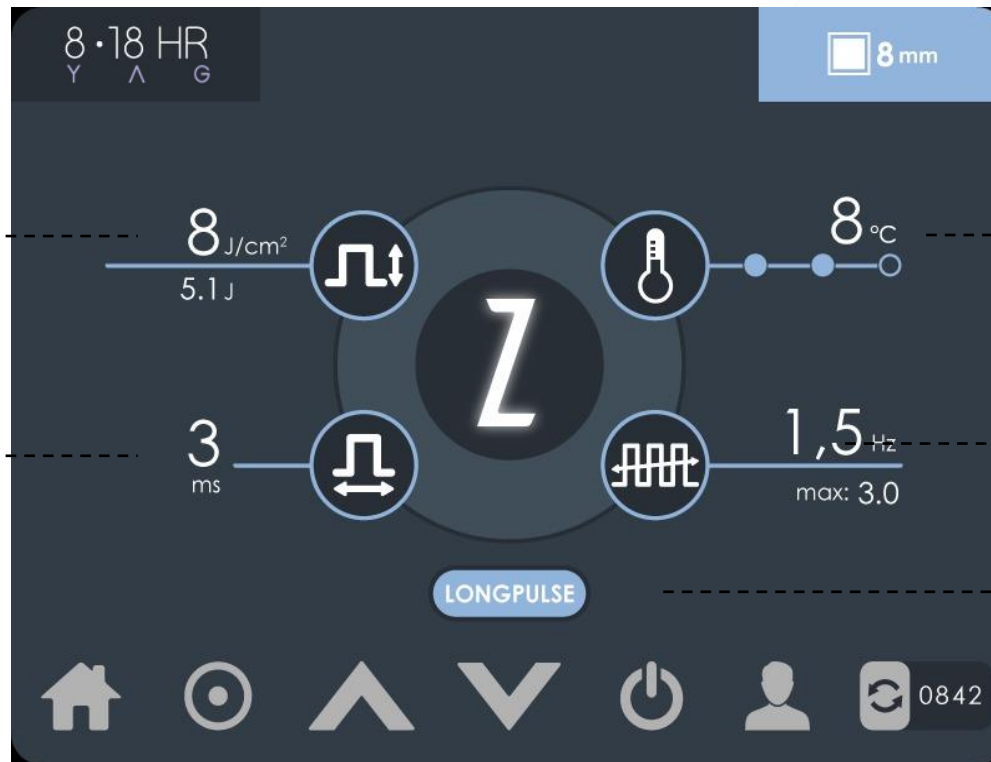 8·18 HR
Y Λ G
8 mm
8 J/cm²
5.1 J
8 °C
Z
3
ms
1,5 Hz
max: 3.0
LONGPULSE
0842